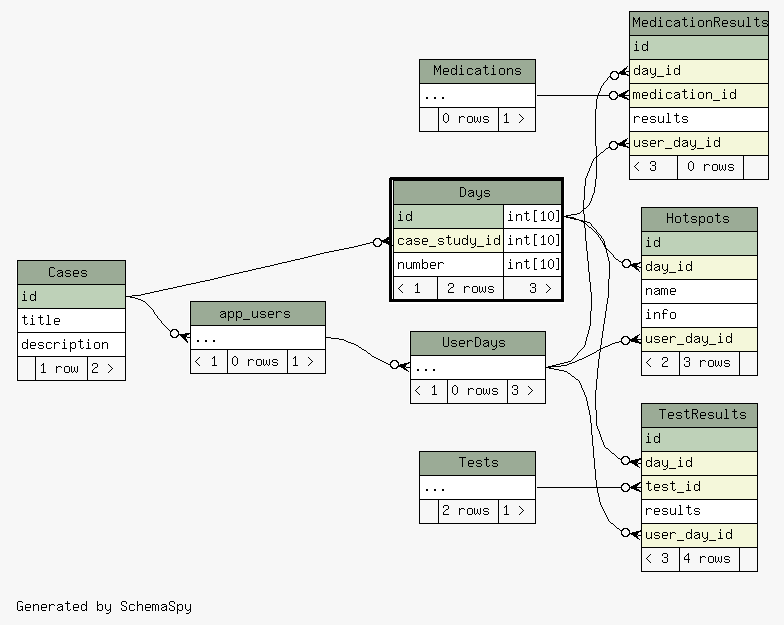 MedicationResults
id
day_id
medication_id
results
user_day_id
< 3 0 rows
Medications
...
0 rows 1 >
Days
id int[10]
case_study_id int[10]
number int[10]
< 1 2 rows 3 >
Hotspots
id
day_id
name
info
user_day_id
< 2 3 rows
Cases
id
title
description
1 row 2 >
app_users
...
< 1 0 rows 1 >
UserDays
...
< 1 0 rows 3 >
Tests
...
2 rows 1 >
TestResults
id
day_id
test_id
results
user_day_id
< 3 4 rows
Generated by SchemaSpy